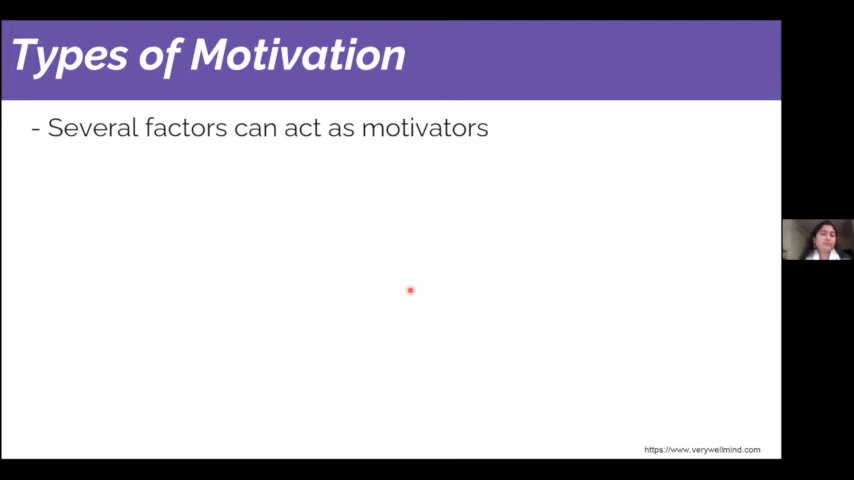 Types of Motivation
- Several factors can act as motivators
https://www.verywellmind.com